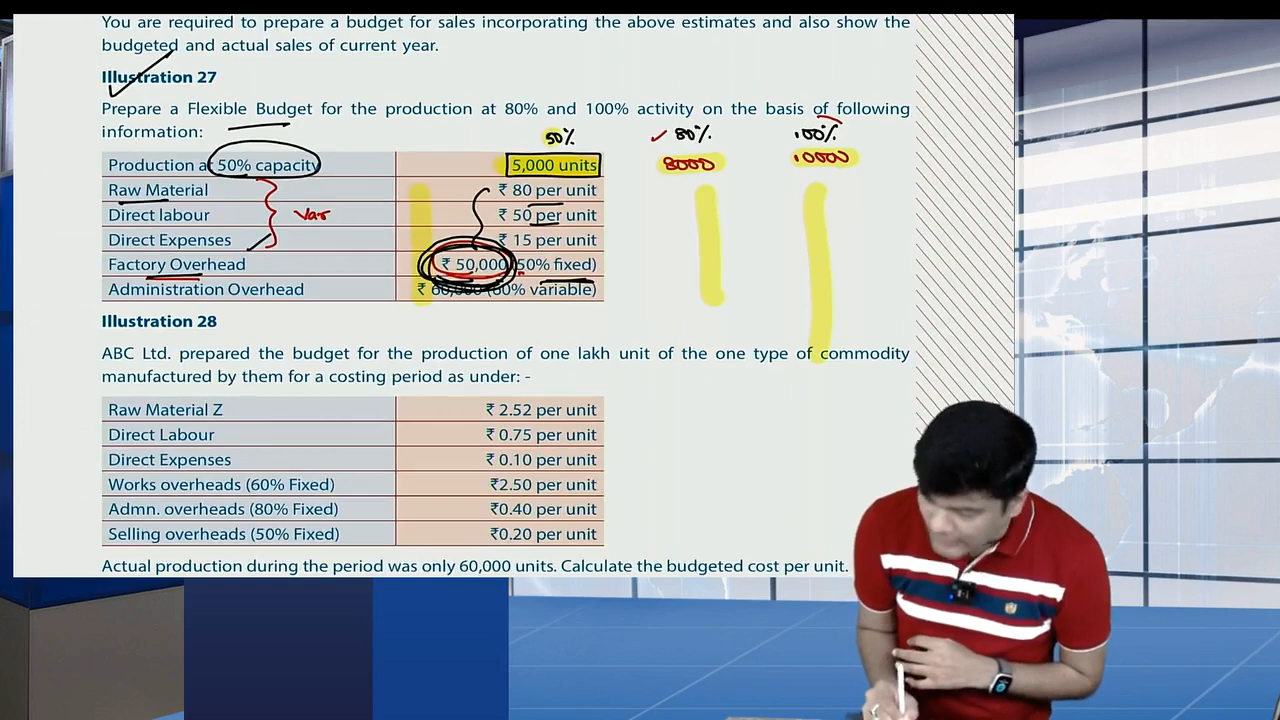 You are required to prepare a budget for sales incorporating the above estimates and also show the
budgeted and actual sales of current year.
Illustration 27
Prepare a Flexible Budget for the production at 80% and 100% activity on the basis of following
information:
50% 80% 100%
Production at 50% capacity 5,000 units 8000 10000
Raw Material ₹ 80 per unit
Direct labour ₹ 50 per unit
var
Direct Expenses ₹ 15 per unit
Factory Overhead ₹ 50,000 (50% fixed)
Administration Overhead ₹ 60,000 (60% variable)
Illustration 28
ABC Ltd. prepared the budget for the production of one lakh unit of the one type of commodity
manufactured by them for a costing period as under: -
Raw Material Z ₹ 2.52 per unit
Direct Labour ₹ 0.75 per unit
Direct Expenses ₹ 0.10 per unit
Works overheads (60% Fixed) ₹2.50 per unit
Admn. overheads (80% Fixed) ₹0.40 per unit
Selling overheads (50% Fixed) ₹0.20 per unit
Actual production during the period was only 60,000 units. Calculate the budgeted cost per unit.